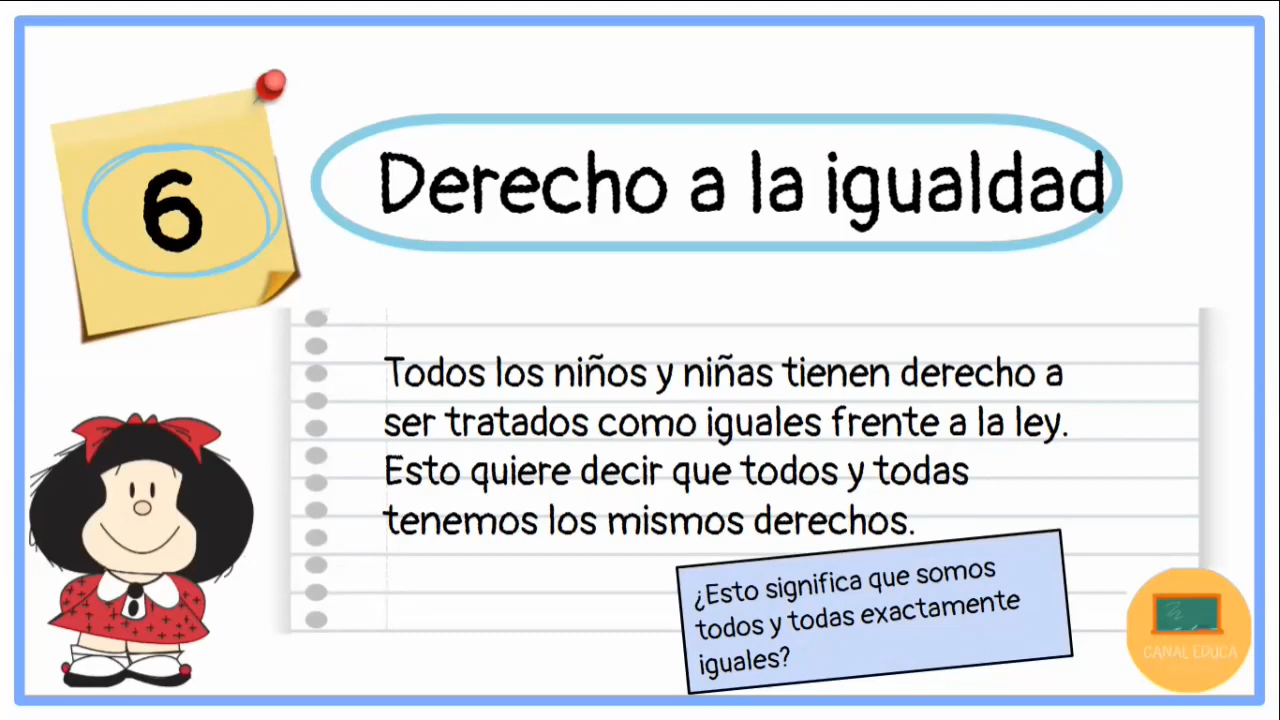 6
Derecho a la igualdad
Todos los niños y niñas tienen derecho a
ser tratados como iguales frente a la ley.
Esto quiere decir que todos y todas
tenemos los mismos derechos.
¿Esto significa que somos
todos y todas exactamente
iguales?
CANAL EDUCA